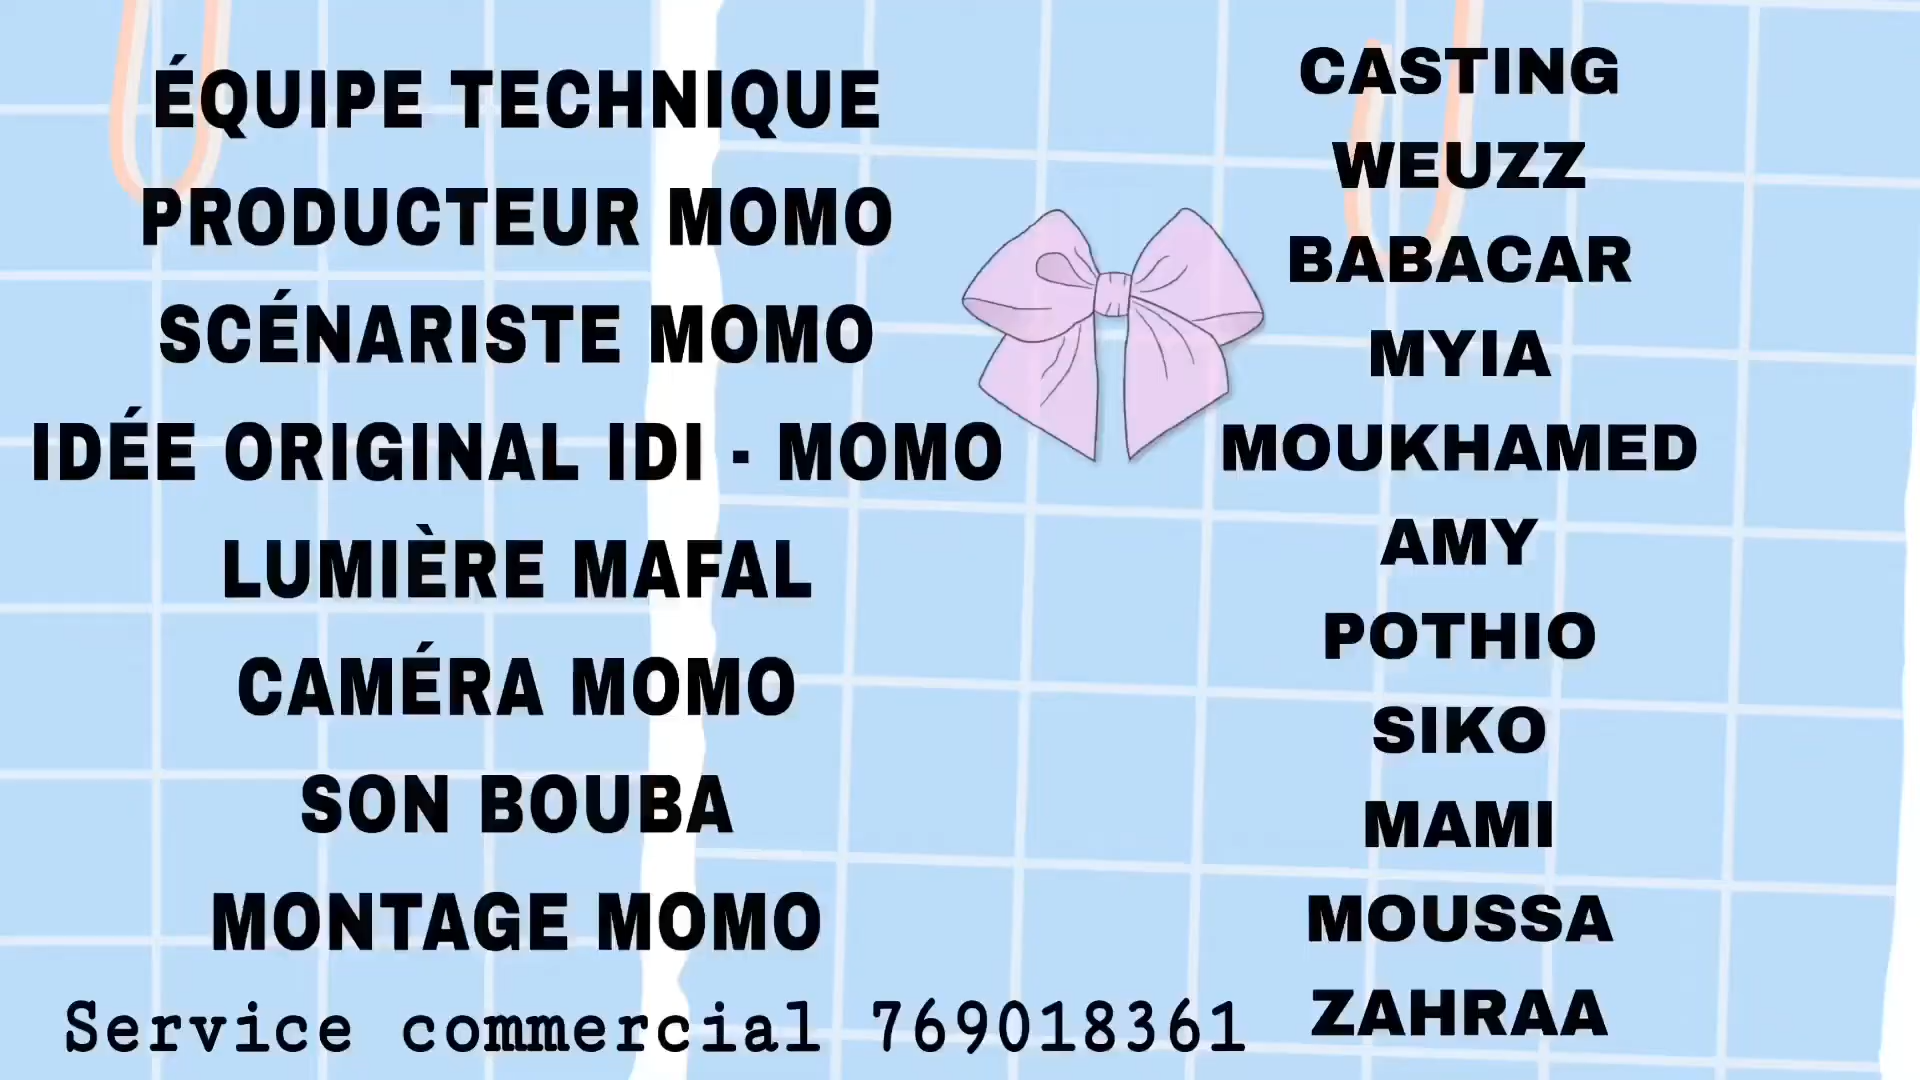 ÉQUIPE TECHNIQUE
PRODUCTEUR MOMO
SCÉNARISTE MOMO
IDÉE ORIGINAL IDI - MOMO
LUMIÈRE MAFAL
CAMÉRA MOMO
SON BOUBA
MONTAGE MOMO
Service commercial 769018361
CASTING
WEUZZ
BABACAR
MYIA
MOUKHAMED
AMY
POTHIO
SIKO
MAMI
MOUSSA
ZAHRAA